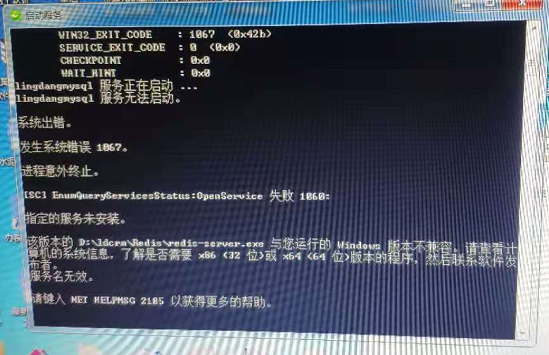 启动服务
WIN32_EXIT_CODE : 1067 (0x42b)
SERVICE_EXIT_CODE : 0 (0x0)
CHECKPOINT : 0x0
WAIT_HINT : 0x0
lingdangmysql 服务正在启动 ...
lingdangmysql 服务无法启动。
系统出错。
发生系统错误 1067。
进程意外终止。
[SC] EnumQueryServicesStatus:OpenService 失败 1060:
指定的服务未安装。
该版本的 D:\ldcrm\Redis\redis-server.exe 与您运行的 Windows 版本不兼容。请查看计
算机的系统信息，了解是否需要 x86 (32 位)或 x64 (64 位)版本的程序，然后联系软件发
布者。
服务名无效。
请键入 NET HELPMSG 2185 以获得更多的帮助。